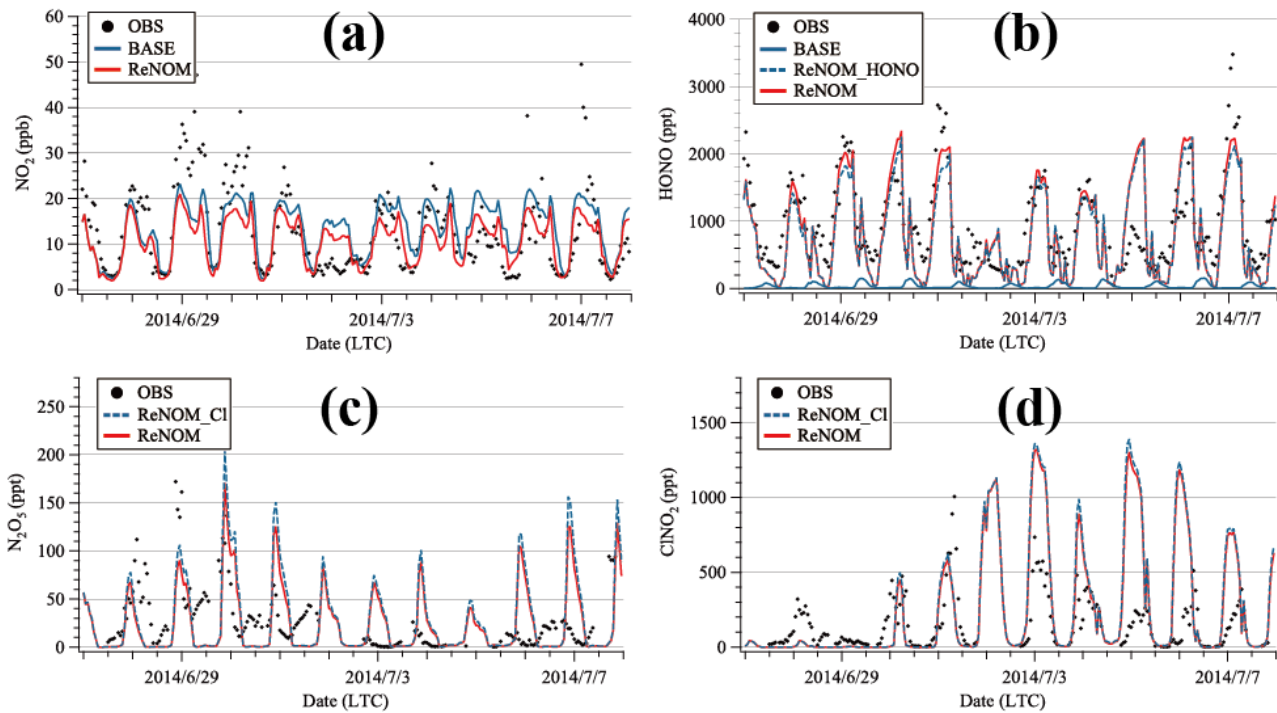 (a)
OBS
BASE
ReNOM
NO₂ (ppb)
60
50
40
30
20
10
0
2014/6/29
2014/7/3
2014/7/7
Date (LTC)
(b)
OBS
BASE
ReNOM_HONO
ReNOM
HONO (ppt)
4000
3000
2000
1000
0
2014/6/29
2014/7/3
2014/7/7
Date (LTC)
(c)
OBS
ReNOM_Cl
ReNOM
N₂O₅ (ppt)
250
200
150
100
50
0
2014/6/29
2014/7/3
2014/7/7
Date (LTC)
(d)
OBS
ReNOM_Cl
ReNOM
ClNO₂ (ppt)
1500
1000
500
0
2014/6/29
2014/7/3
2014/7/7
Date (LTC)